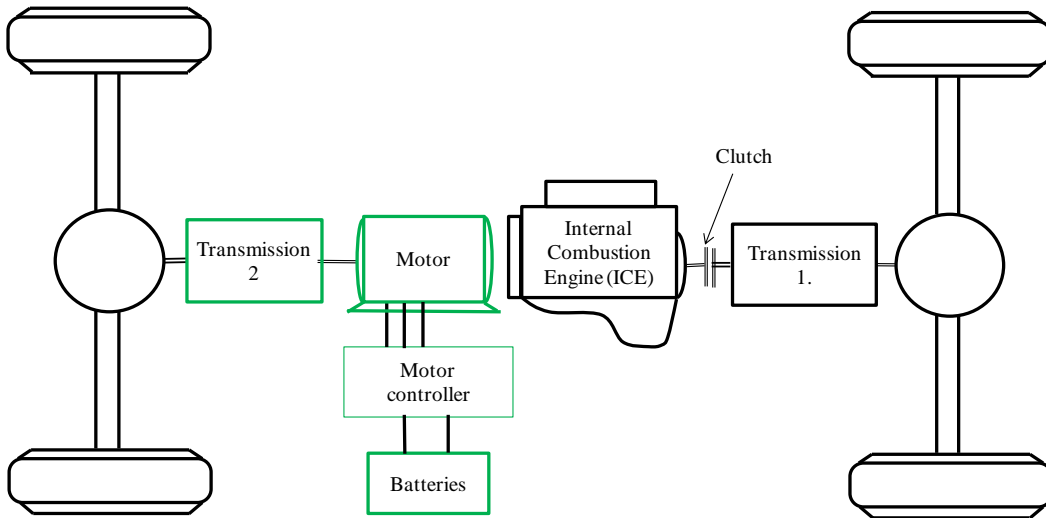 Clutch
Transmission
2
Motor
Internal
Combustion
Engine (ICE)
Transmission
1.
Motor
controller
Batteries